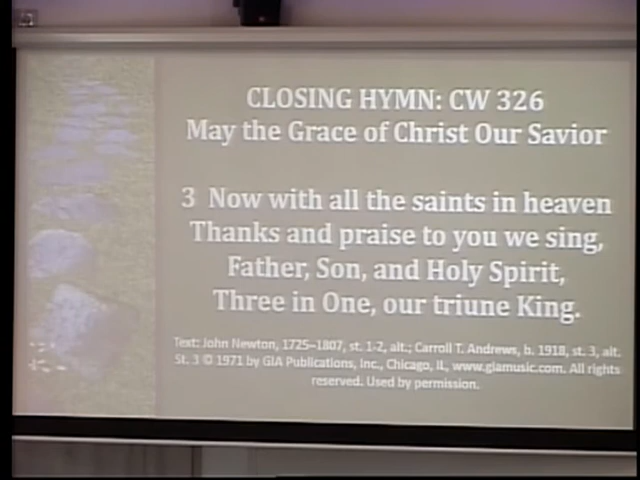 CLOSING HYMN: CW 326
May the Grace of Christ Our Savior
3 Now with all the saints in heaven
Thanks and praise to you we sing,
Father, Son, and Holy Spirit,
Three in One, our triune King.
Text: John Newton, 1725–1807, st. 1-2, alt.; Carroll T. Andrews, b. 1918, st. 3, alt.
St. 3 © 1971 by GIA Publications, Inc., Chicago, IL, www.giamusic.com. All rights
reserved. Used by permission.